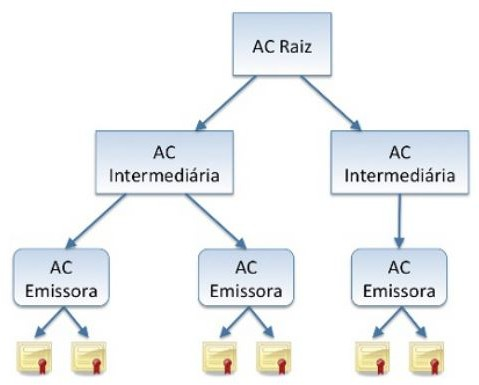 AC Raiz
AC
Intermediária
AC
Intermediária
AC
Emissora
AC
Emissora
AC
Emissora